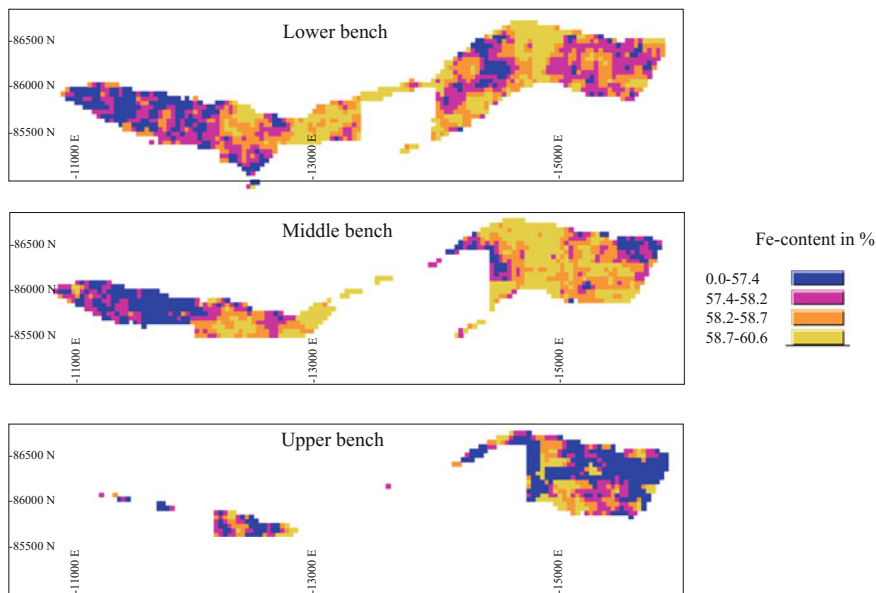 Lower bench
-86500 N
-86000 N
-85500 N
-11000 E
-13000 E
-15000 E
Middle bench
-86500 N
-86000 N
-85500 N
-11000 E
-13000 E
-15000 E
Fe-content in %
0.0-57.4
57.4-58.2
58.2-58.7
58.7-60.6
Upper bench
-86500 N
-86000 N
-85500 N
-11000 E
-13000 E
-15000 E